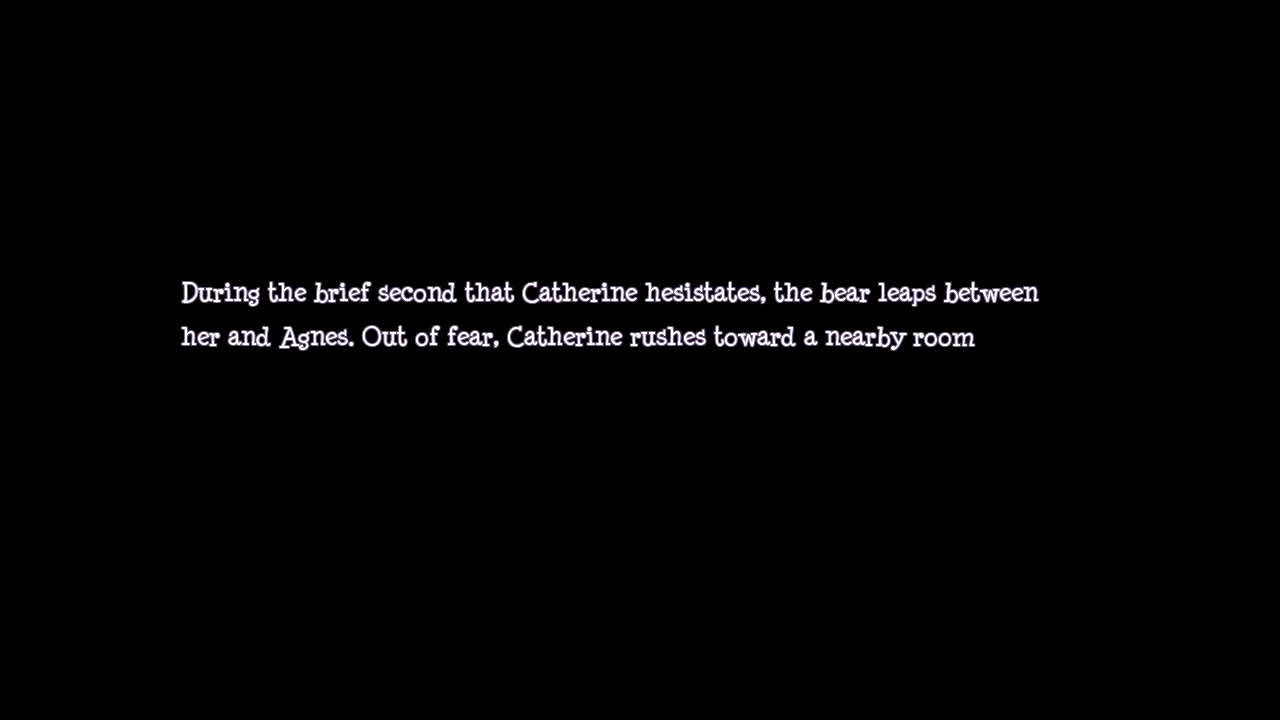 During the brief second that Catherine hesistates, the bear leaps between
her and Agnes. Out of fear, Catherine rushes toward a nearby room